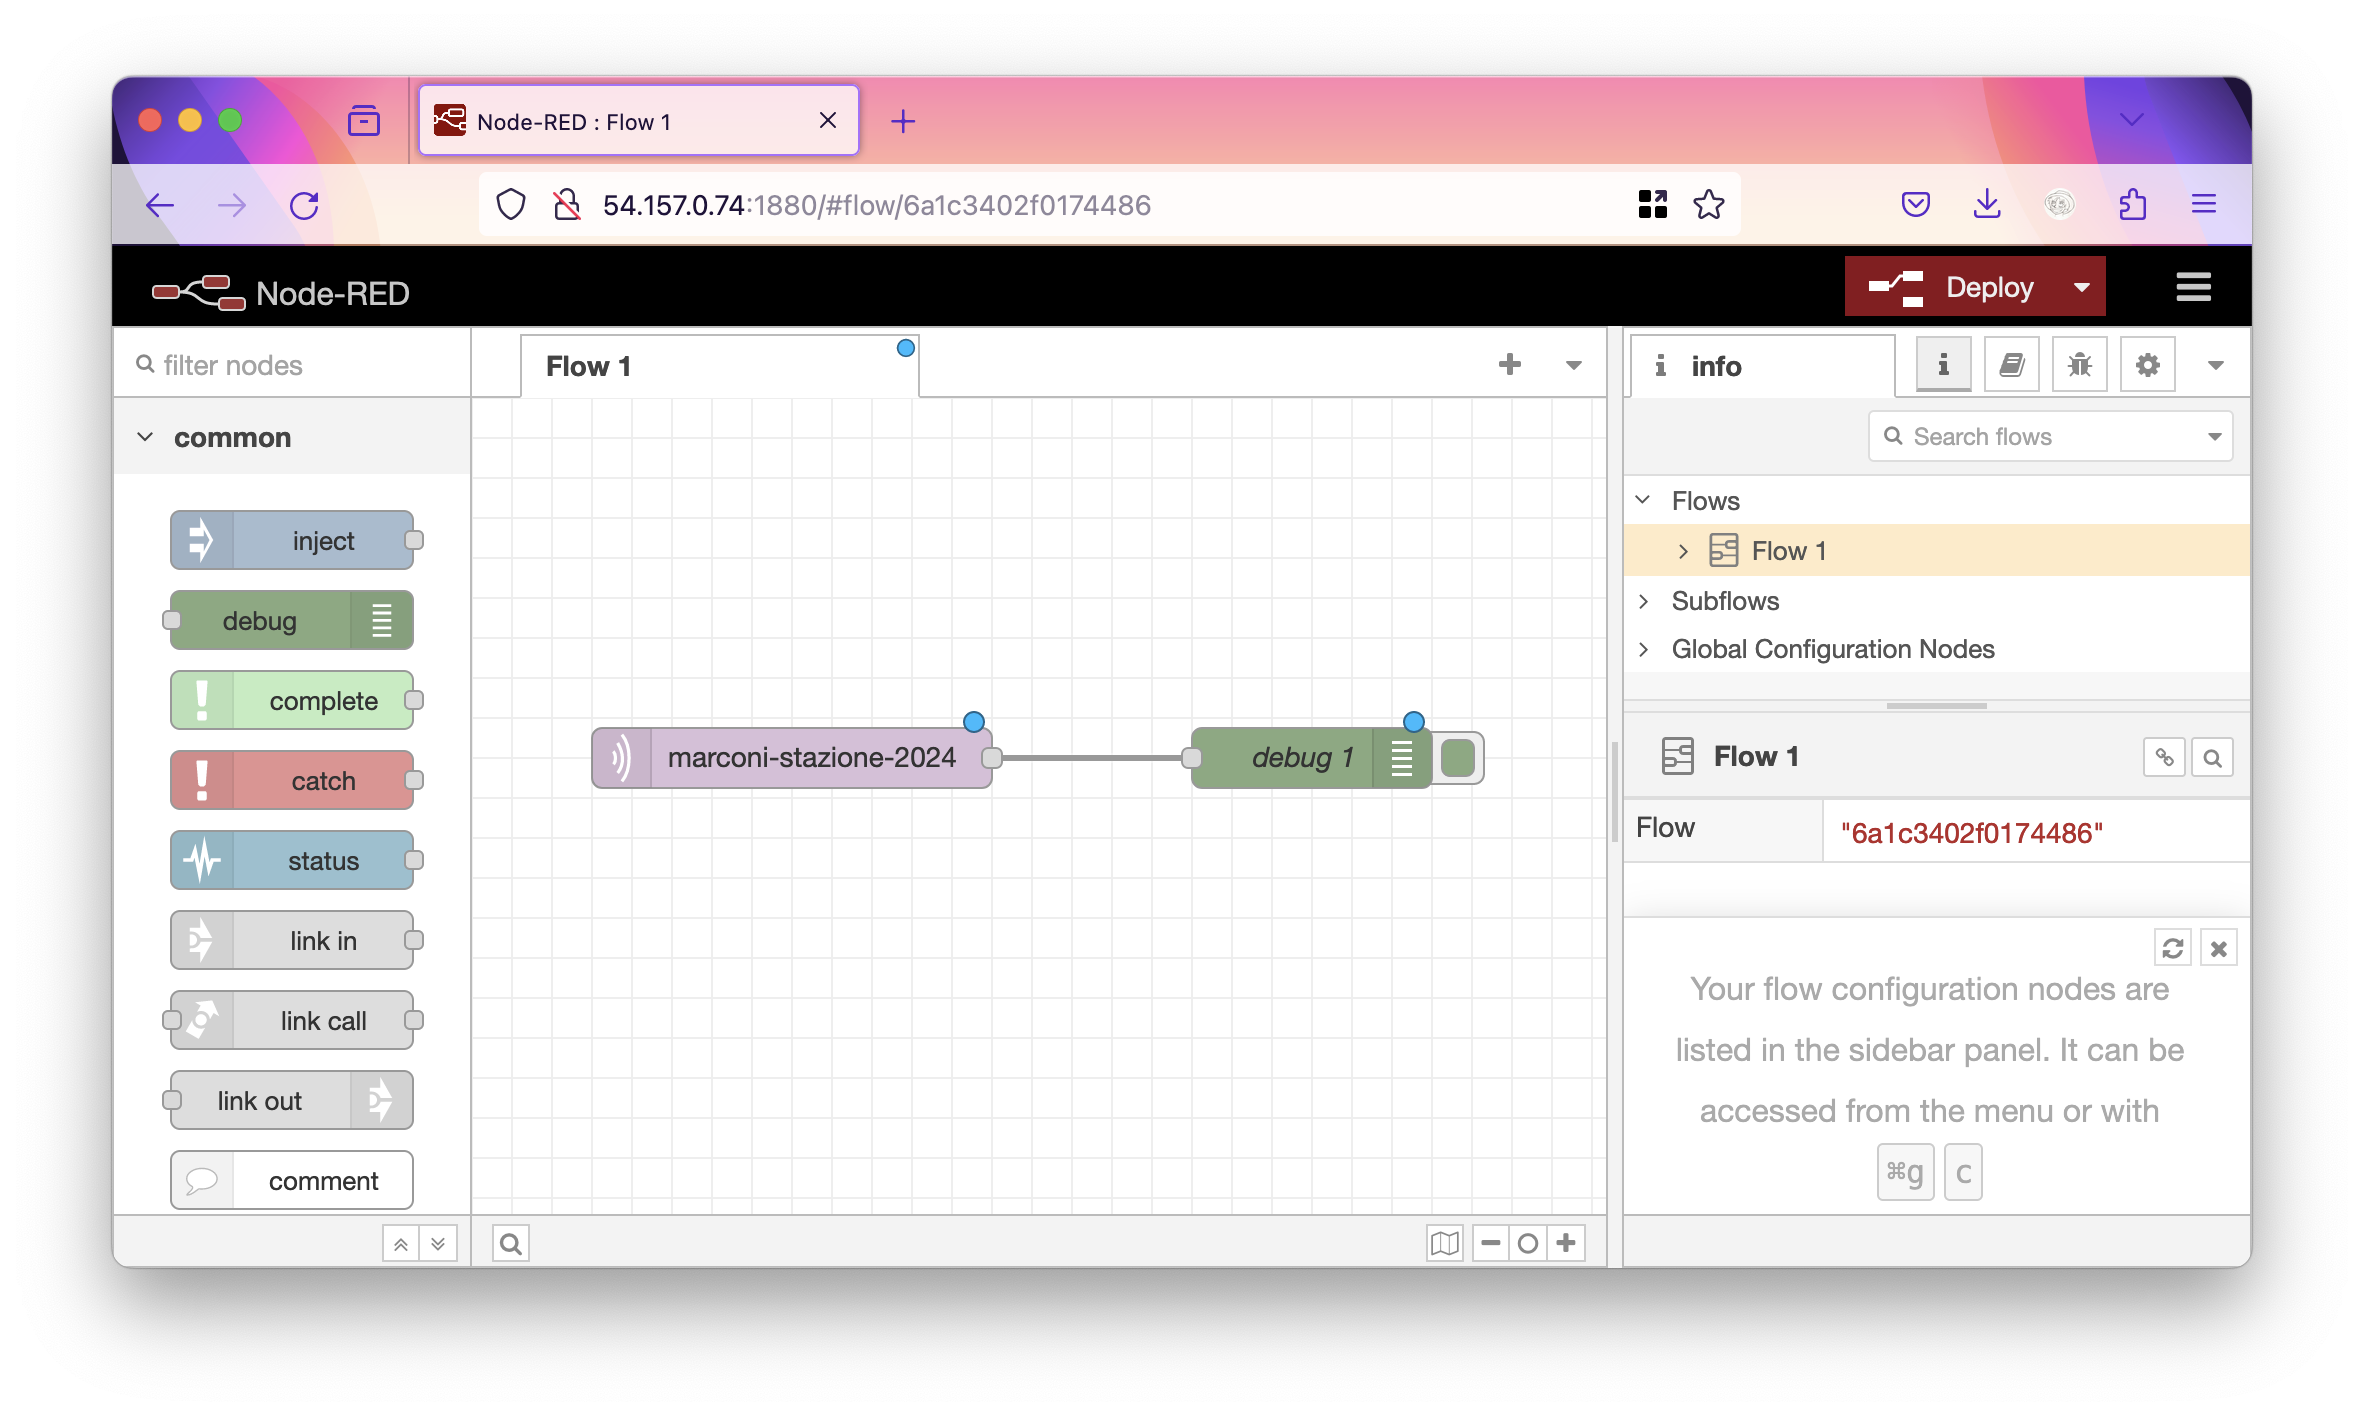 Node-RED : Flow 1
54.157.0.74:1880/#flow/6a1c3402f0174486
Node-RED
Deploy
filter nodes
Flow 1
info
common
Search flows
inject
debug
complete
catch
status
link in
link call
link out
comment
marconi-stazione-2024
debug 1
Flows
Flow 1
Subflows
Global Configuration Nodes
Flow 1
Flow
"6a1c3402f0174486"
Your flow configuration nodes are
listed in the sidebar panel. It can be
accessed from the menu or with
⌘g c